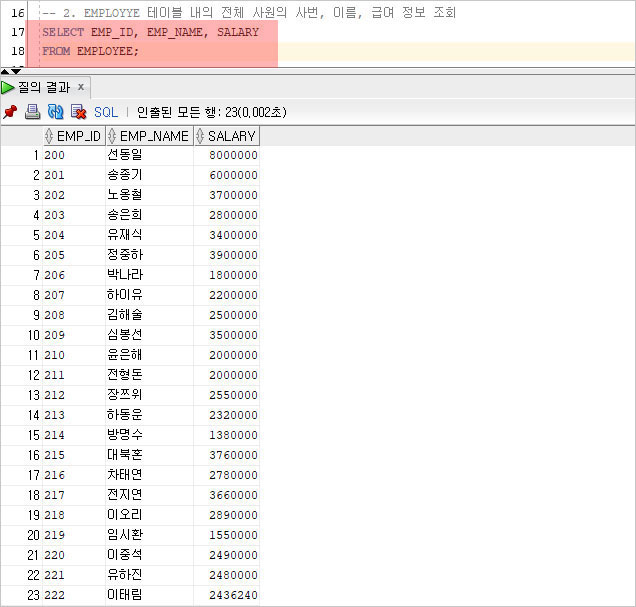 16 -- 2. EMPLOYYE 테이블 내의 전체 사원의 사번, 이름, 급여 정보 조회
17 SELECT EMP_ID, EMP_NAME, SALARY
18 FROM EMPLOYEE;
질의 결과 x
SQL | 인출된 모든 행: 23(0,002초)
EMP_ID EMP_NAME SALARY
1 200 선동일 8000000
2 201 송종기 6000000
3 202 노옹철 3700000
4 203 송은희 2800000
5 204 유재식 3400000
6 205 정중하 3900000
7 206 박나라 1800000
8 207 하이유 2200000
9 208 김해술 2500000
10 209 심봉선 3500000
11 210 윤은해 2000000
12 211 전형돈 2000000
13 212 장쯔위 2550000
14 213 하동운 2320000
15 214 방명수 1380000
16 215 대북혼 3760000
17 216 차태연 2780000
18 217 전지연 3660000
19 218 이오리 2890000
20 219 임시환 1550000
21 220 이중석 2490000
22 221 유하진 2480000
23 222 이태림 2436240